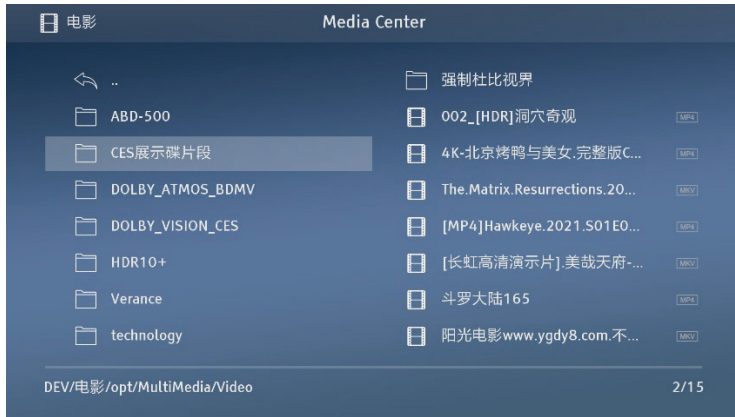 电影
Media Center
..
ABD-500
CES展示碟片段
DOLBY_ATMOS_BDMV
DOLBY_VISION_CES
HDR10+
Verance
technology
强制杜比视界
002_[HDR]洞穴奇观 MP4
4K-北京烤鸭与美女.完整版C... MP4
The.Matrix.Resurrections.20... MKV
[MP4]Hawkeye.2021.S01E0... MP4
[长虹高清演示片].美哉天府-... MKV
斗罗大陆165 MP4
阳光电影www.ygdy8.com.不... MKV
DEV/电影/opt/MultiMedia/Video
2/15